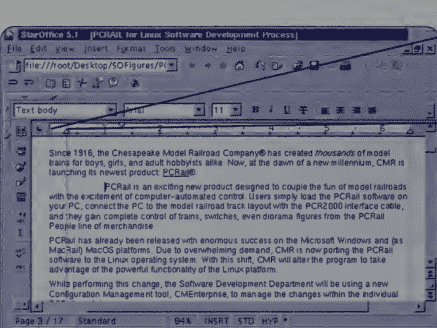 StarOffice 5.1 [PCRAIL for Linux Software Development Process]
File Edit View Insert Format Tools Window Help
file:///root/Desktop/SOFigures/P
Text body Arial 11 B i U
1 2 3 4 5 6
Since 1916, the Chesapeake Model Railroad Company® has created thousands of model
trains for boys, girls, and adult hobbyists alike. Now, at the dawn of a new millennium, CMR is
launching its newest product: PCRail®.
PCRail is an exciting new product designed to couple the fun of model railroads
with the excitement of computer-automated control. Users simply load the PCRail software on
your PC, connect the PC to the model railroad track layout with the PCR2000 interface cable,
and they gain complete control of trains, switches, even diorama figures from the PCRail
People line of merchandise
PCRail has already been released with enormous success on the Microsoft Windows and (as
MacRail) MacOS platforms. Due to overwhelming demand, CMR is now porting the PCRail
software to the Linux operating system. With this shift, CMR will alter the program to take
advantage of the powerful functionality of the Linux platform.
While performing this change, the Software Development Department will be using a new
Configuration Management tool, CMEnterprise, to manage the changes within the individual
Page 3 / 17 Standard 84% INSRT STD HYP *